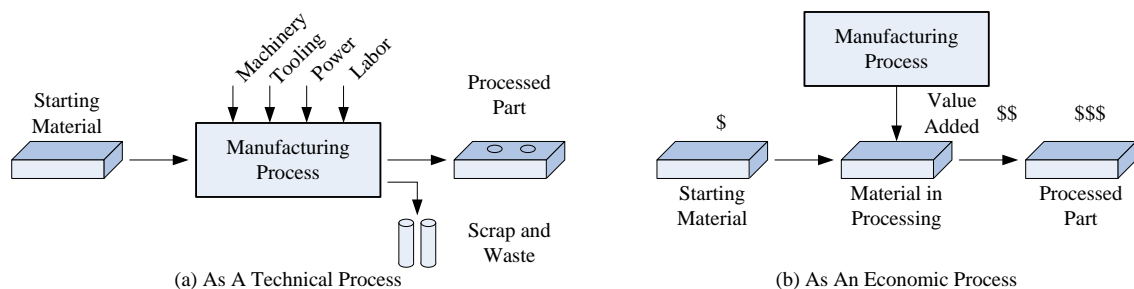 Machinery
Tooling
Power
Labor
Starting
Material
Manufacturing
Process
Processed
Part
Scrap and
Waste
(a) As A Technical Process
Manufacturing
Process
Value
Added
$
$$
$$$
Starting
Material
Material in
Processing
Processed
Part
(b) As An Economic Process